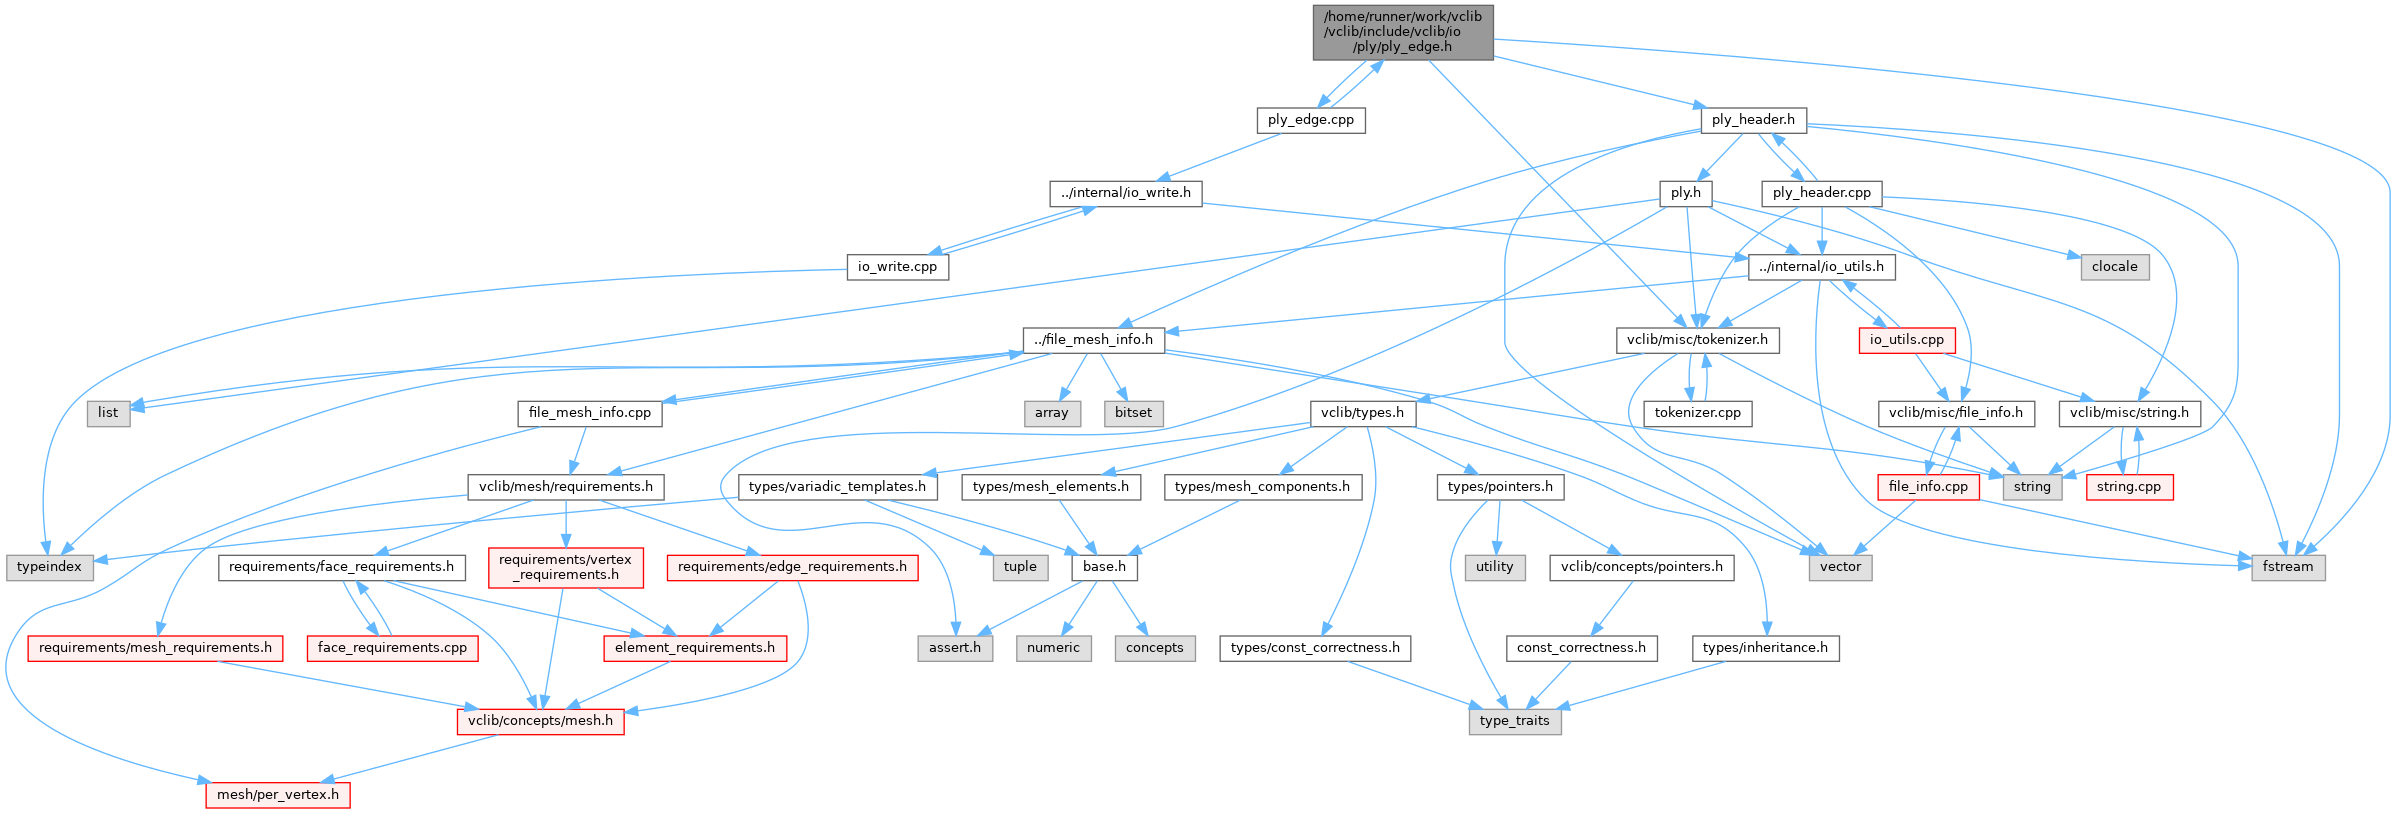 /home/runner/work/vclib
/vclib/include/vclib/io
/ply/ply_edge.h
ply_edge.cpp
ply_header.h
../internal/io_write.h
ply.h
ply_header.cpp
io_write.cpp
../internal/io_utils.h
clocale
../file_mesh_info.h
vclib/misc/tokenizer.h
io_utils.cpp
list
file_mesh_info.cpp
array
bitset
vclib/types.h
tokenizer.cpp
vclib/misc/file_info.h
vclib/misc/string.h
vclib/mesh/requirements.h
types/variadic_templates.h
types/mesh_elements.h
types/mesh_components.h
types/pointers.h
file_info.cpp
string
string.cpp
typeindex
requirements/face_requirements.h
requirements/vertex
_requirements.h
requirements/edge_requirements.h
tuple
base.h
utility
vclib/concepts/pointers.h
vector
fstream
requirements/mesh_requirements.h
face_requirements.cpp
element_requirements.h
assert.h
numeric
concepts
types/const_correctness.h
const_correctness.h
types/inheritance.h
vclib/concepts/mesh.h
type_traits
mesh/per_vertex.h